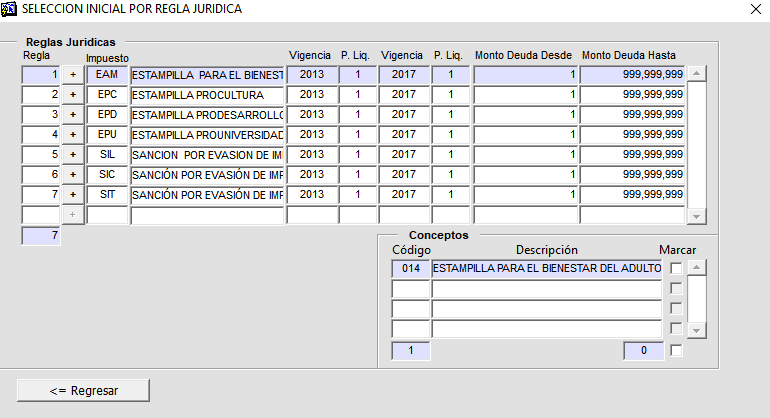 SELECCION INICIAL POR REGLA JURIDICA
Reglas Juridicas
Regla Impuesto Vigencia P. Liq. Vigencia P. Liq. Monto Deuda Desde Monto Deuda Hasta
1 + EAM ESTAMPILLA PARA EL BIENEST 2013 1 2017 1 1 999,999,999
2 + EPC ESTAMPILLA PROCULTURA 2013 1 2017 1 1 999,999,999
3 + EPD ESTAMPILLA PRODESARROLLO 2013 1 2017 1 1 999,999,999
4 + EPU ESTAMPILLA PROUNIVERSIDAD 2013 1 2017 1 1 999,999,999
5 + SIL SANCION POR EVASION DE IM 2013 1 2017 1 1 999,999,999
6 + SIC SANCIÓN POR EVASIÓN DE IMP 2013 1 2017 1 1 999,999,999
7 + SIT SANCIÓN POR EVASIÓN DE IMP 2013 1 2017 1 1 999,999,999
+
7
Conceptos
Código Descripción Marcar
014 ESTAMPILLA PARA EL BIENESTAR DEL ADULTO
1 0
<= Regresar